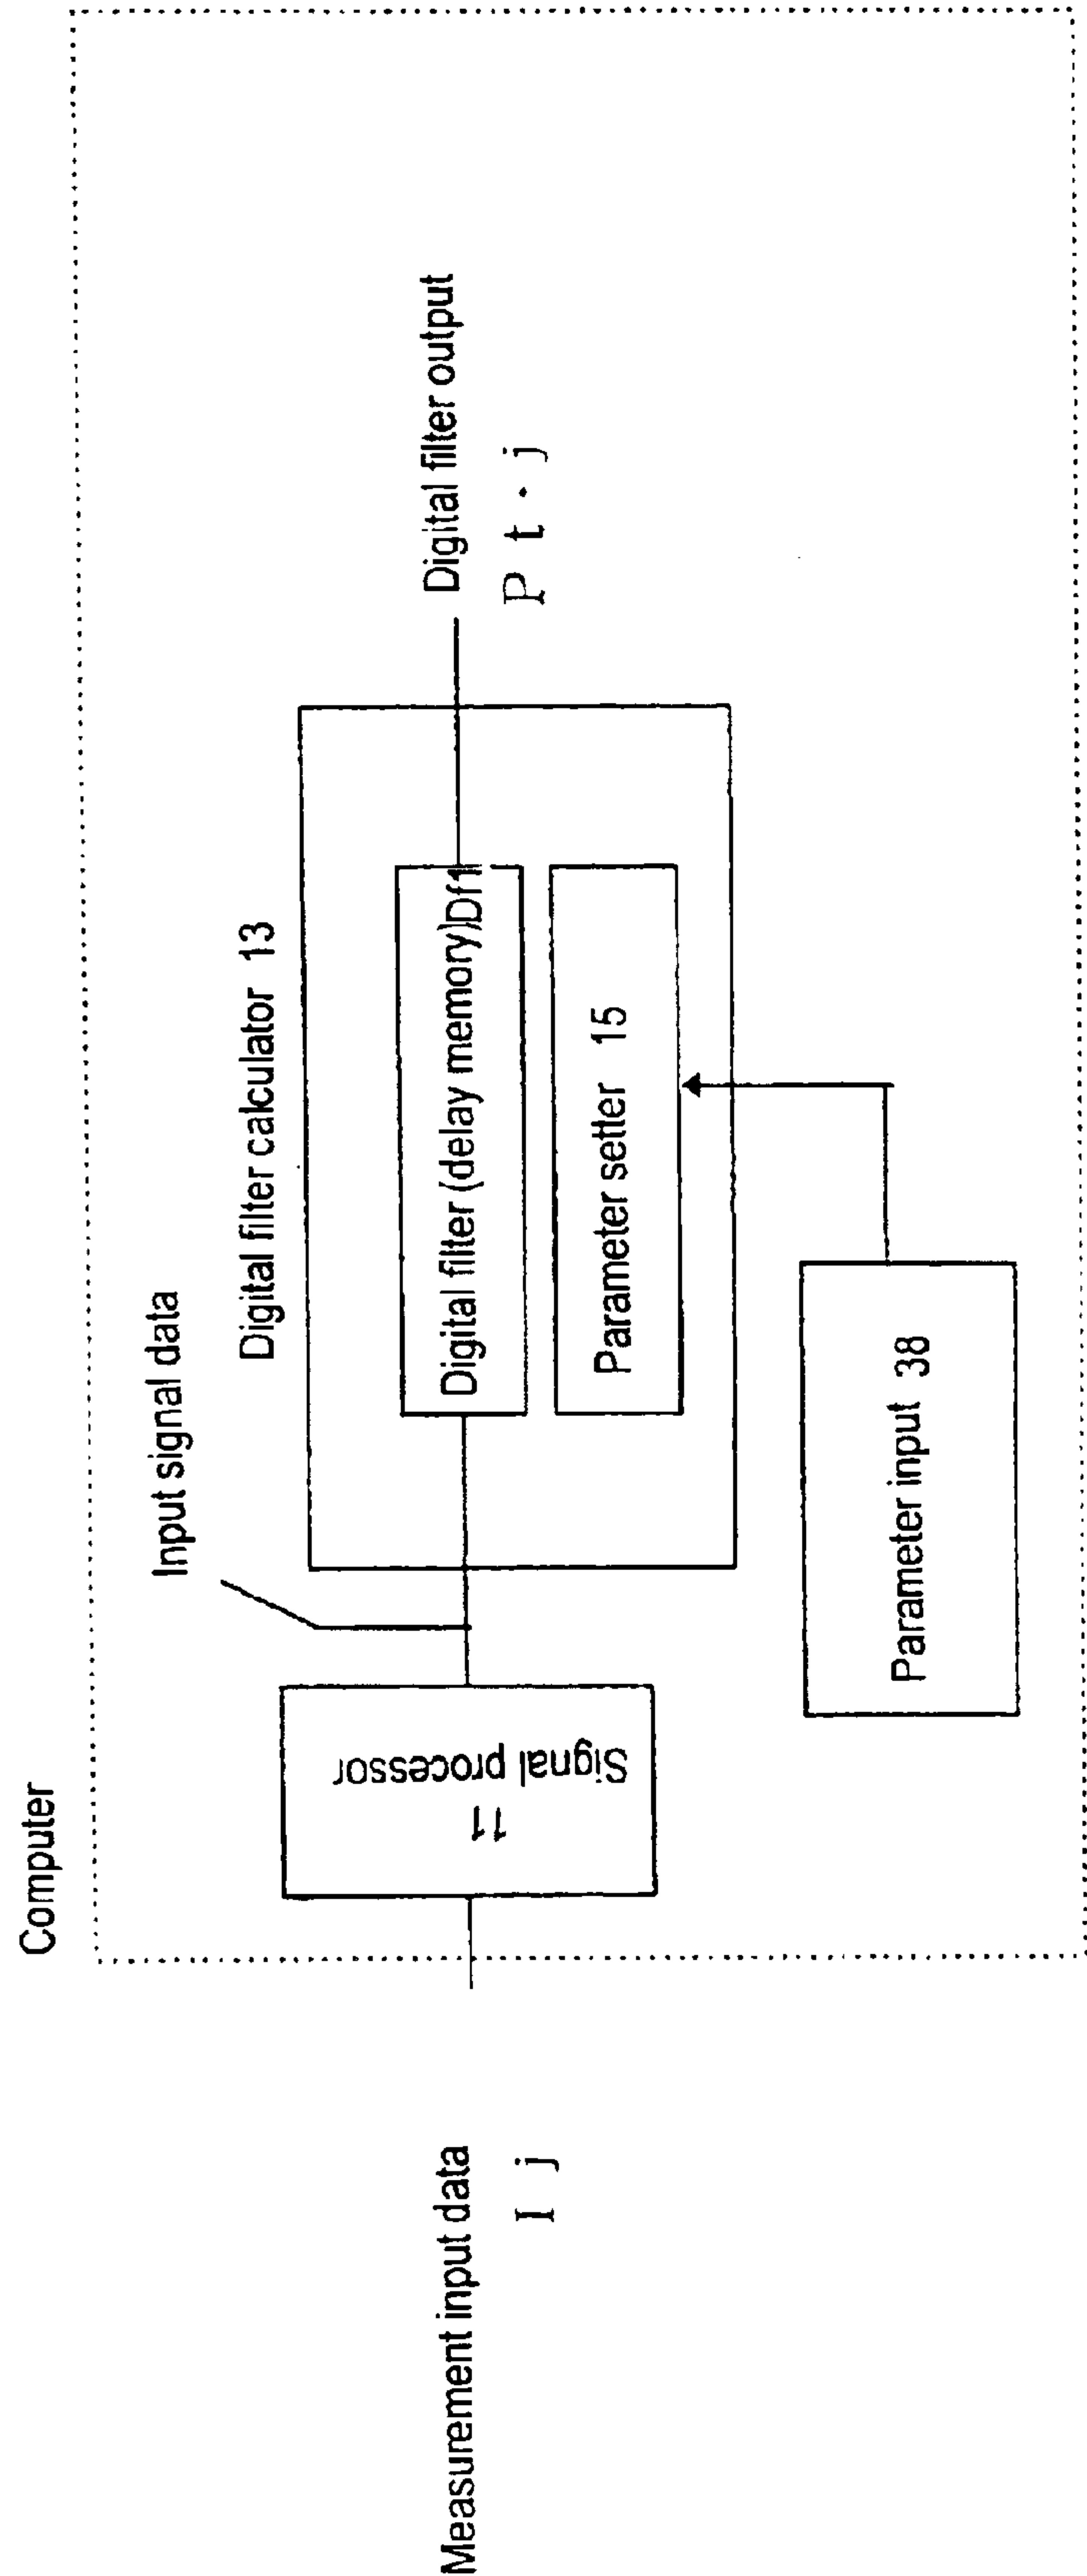 Computer
Input signal data
Digital filter calculator 13
Measurement input data
I j
Signal processor
11
Digital filter (delay memory)Df1
Parameter setter 15
Digital filter output
P t · j
Parameter input 38